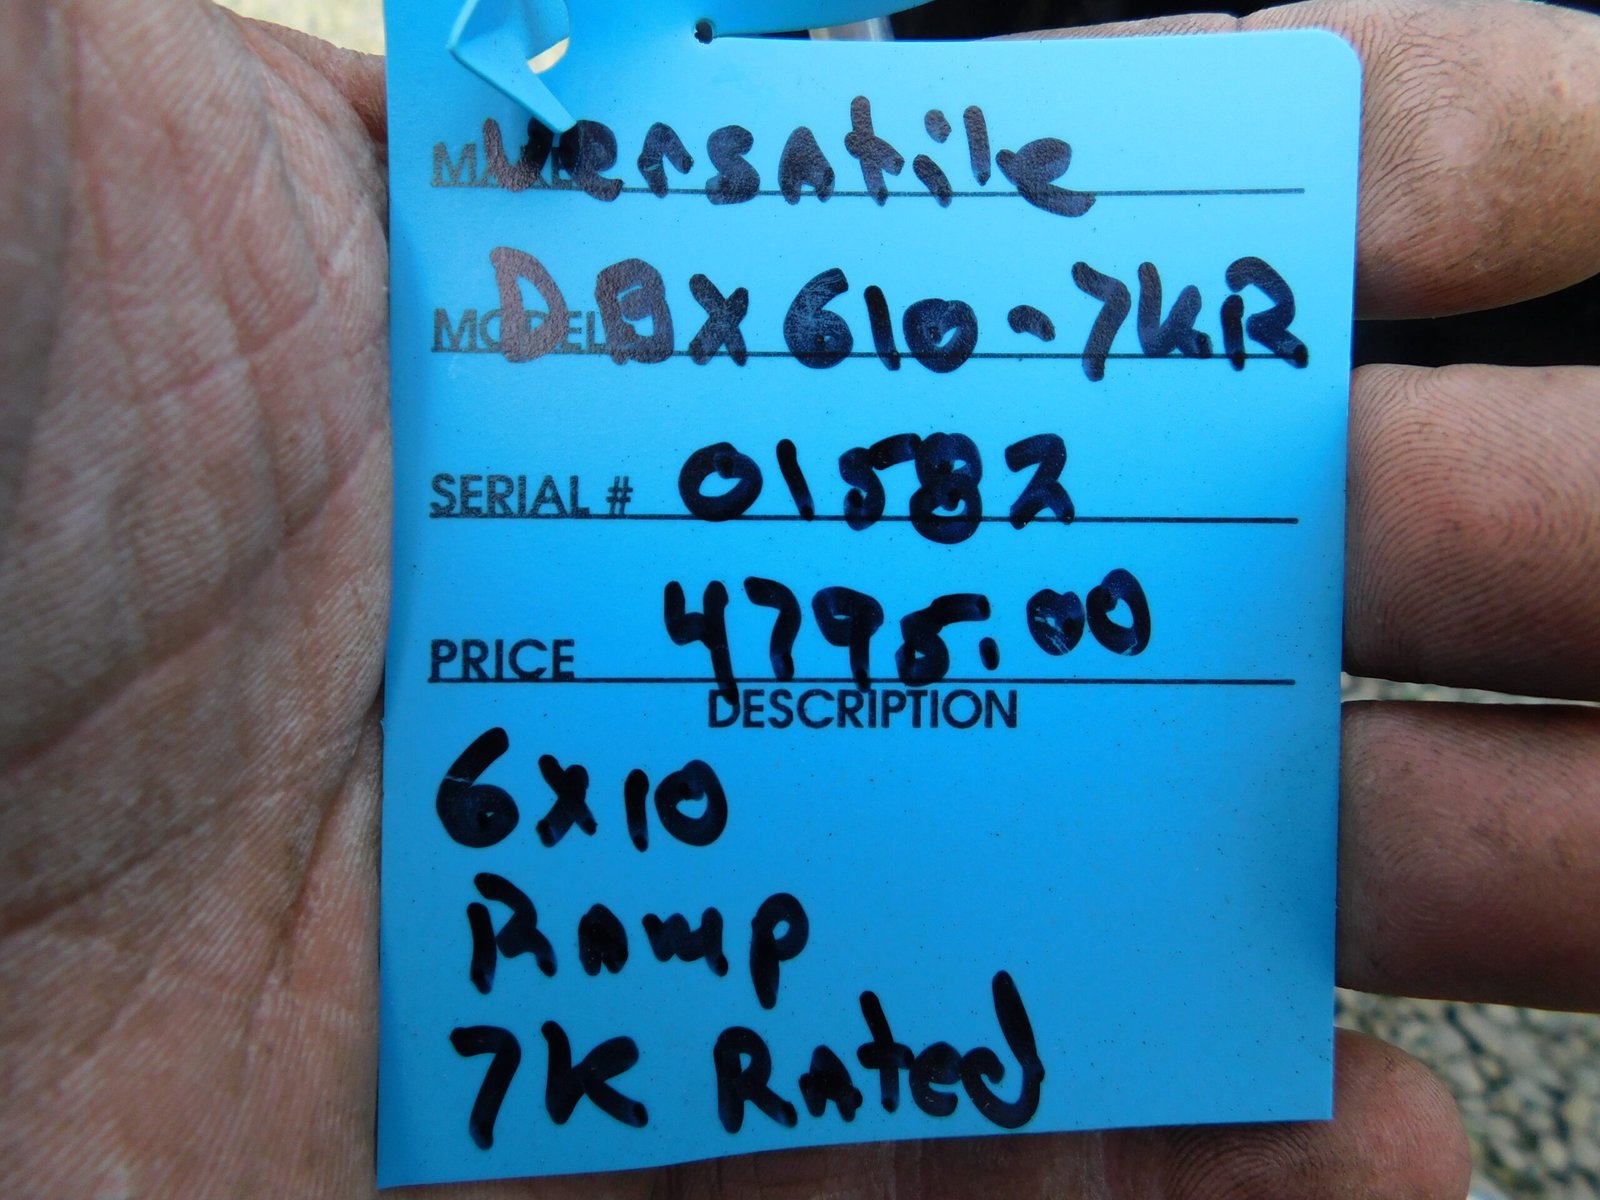 MAKE Versatile
MODEL DBX610-7KR
SERIAL # 01582
PRICE 4795.00
DESCRIPTION
6x10
Ramp
7K Rated